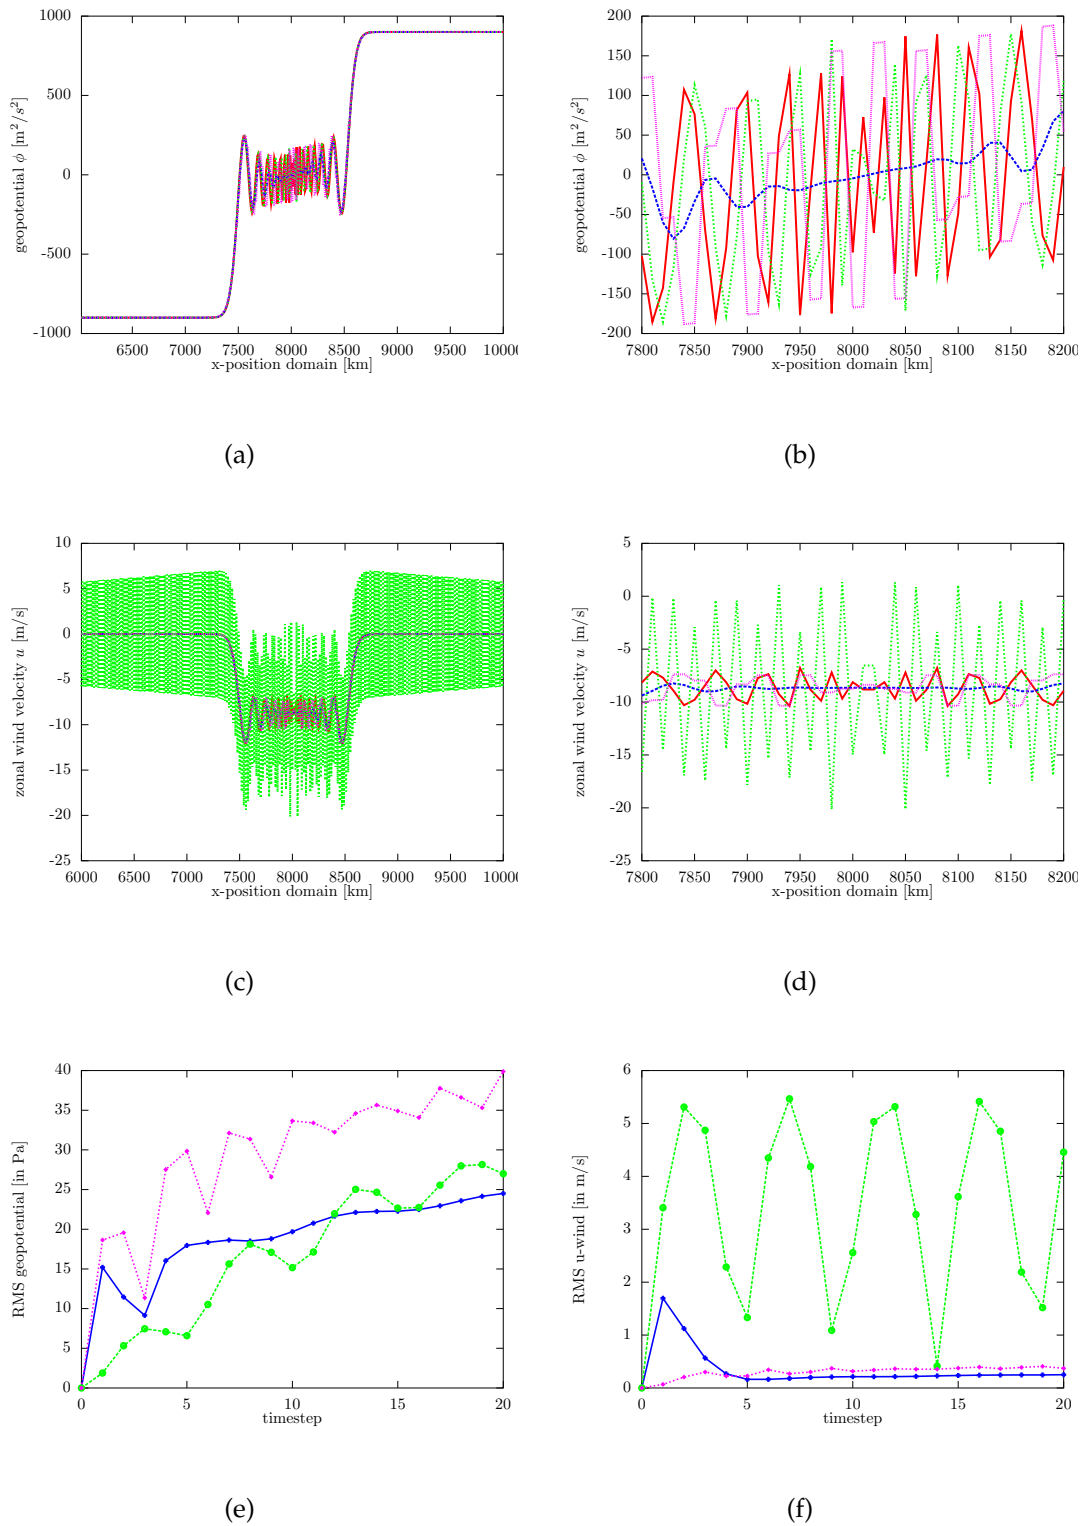 1000
500
0
-500
-1000
geopotential ϕ [m²/s²]
6500 7000 7500 8000 8500 9000 9500 1000
x-position domain [km]
(a)
200
150
100
50
0
-50
-100
-150
-200
geopotential ϕ [m²/s²]
7800 7850 7900 7950 8000 8050 8100 8150 8200
x-position domain [km]
(b)
10
5
0
-5
-10
-15
-20
-25
zonal wind velocity u [m/s]
6000 6500 7000 7500 8000 8500 9000 9500 1000
x-position domain [km]
(c)
5
0
-5
-10
-15
-20
-25
zonal wind velocity u [m/s]
7800 7850 7900 7950 8000 8050 8100 8150 8200
x-position domain [km]
(d)
40
35
30
25
20
15
10
5
0
RMS geopotential [in Pa]
0 5 10 15 20
timestep
(e)
6
5
4
3
2
1
0
RMS u-wind [in m/s]
0 5 10 15 20
timestep
(f)